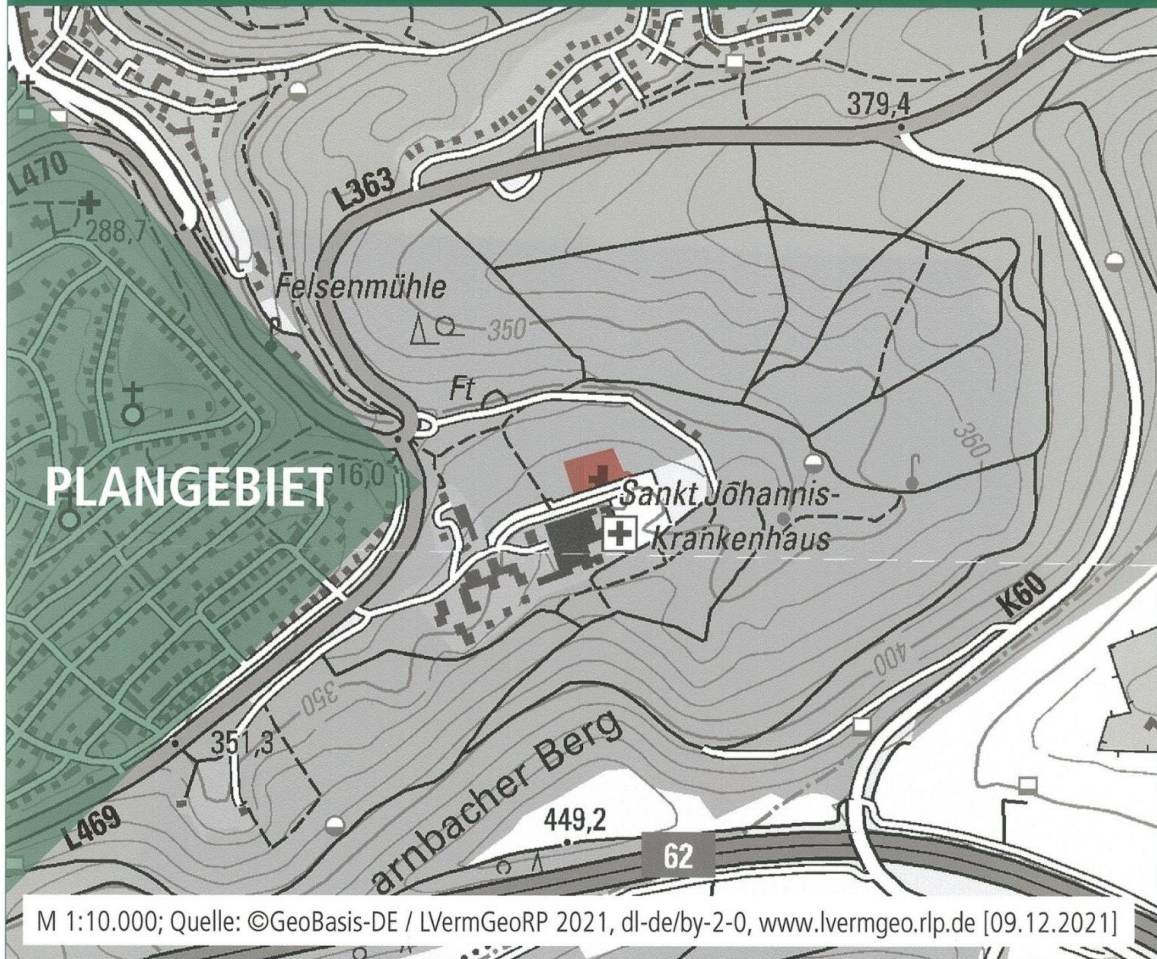 379,4
L470
L363
288,7
Felsenmühle
350
Ft
360
PLANGEBIET
16,0
Sankt Johannis-
Krankenhaus
K60
400
350
351,3
arnbacher Berg
L469
449,2
62
M 1:10.000; Quelle: ©GeoBasis-DE / LVermGeoRP 2021, dl-de/by-2-0, www.lvermgeo.rlp.de [09.12.2021]